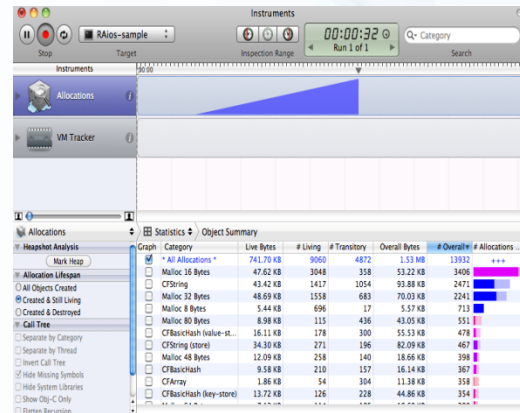 Instruments
RAios-sample
00:00:32
Run 1 of 1
Q- Category
Stop
Target
Inspection Range
Search
Instruments
00:00
Allocations
VM Tracker
Allocations
Statistics
Object Summary
Heapshot Analysis
Mark Heap
Allocation Lifespan
All Objects Created
Created & Still Living
Created & Destroyed
Call Tree
Separate by Category
Separate by Thread
Invert Call Tree
Hide Missing Symbols
Hide System Libraries
Show Obj-C Only
Flatten Recursion
Graph Category Live Bytes # Living # Transitory Overall Bytes # Overall # Allocations ...
* All Allocations * 741.70 KB 9060 4872 1.53 MB 13932 +++
Malloc 16 Bytes 47.62 KB 3048 358 53.22 KB 3406
CFString 43.42 KB 1417 1054 93.88 KB 2471
Malloc 32 Bytes 48.69 KB 1558 683 70.03 KB 2241
Malloc 8 Bytes 5.44 KB 696 17 5.57 KB 713
Malloc 80 Bytes 8.98 KB 115 436 43.05 KB 551
CFBasicHash (value-st... 16.11 KB 178 300 55.53 KB 478
CFString (store) 34.30 KB 271 196 82.09 KB 467
Malloc 48 Bytes 12.09 KB 258 140 18.66 KB 398
CFBasicHash 9.58 KB 210 157 16.14 KB 367
CFArray 1.86 KB 54 304 11.38 KB 358
CFBasicHash (key-store) 13.72 KB 126 228 44.86 KB 354